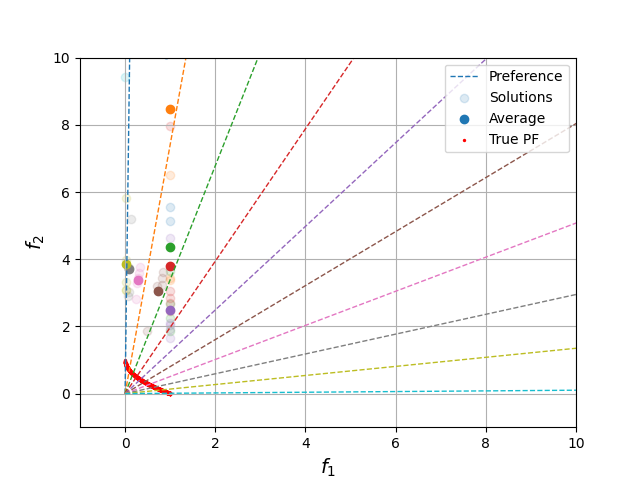 10
8
6
4
2
0
f₂
Preference
Solutions
Average
True PF
0 2 4 6 8 10
f₁